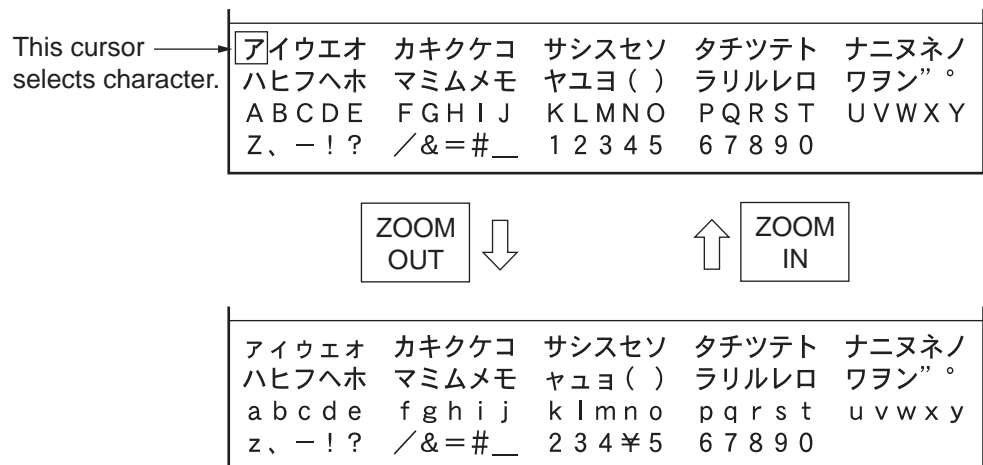 This cursor
selects character.
アイウエオ カキクケコ サシスセソ タチツテト ナニヌネノ
ハヒフヘホ マミムメモ ヤユヨ( ) ラリルレロ ワヲン”°
ABCDE FGHIJ KLMNO PQRST UVWXY
Z、−!? /&=#_ 12345 67890
ZOOM
OUT
ZOOM
IN
ァィゥェォ カキクケコ サシスセソ タチツテト ナニヌネノ
ハヒフヘホ マミムメモ ャュョ( ) ラリルレロ ワヲン”°
abcde fghij klmno pqrst uvwxy
z、−!? /&=#_ 234¥5 67890